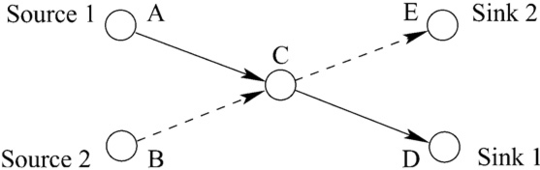 Source 1 A E Sink 2
C
Source 2 B D Sink 1